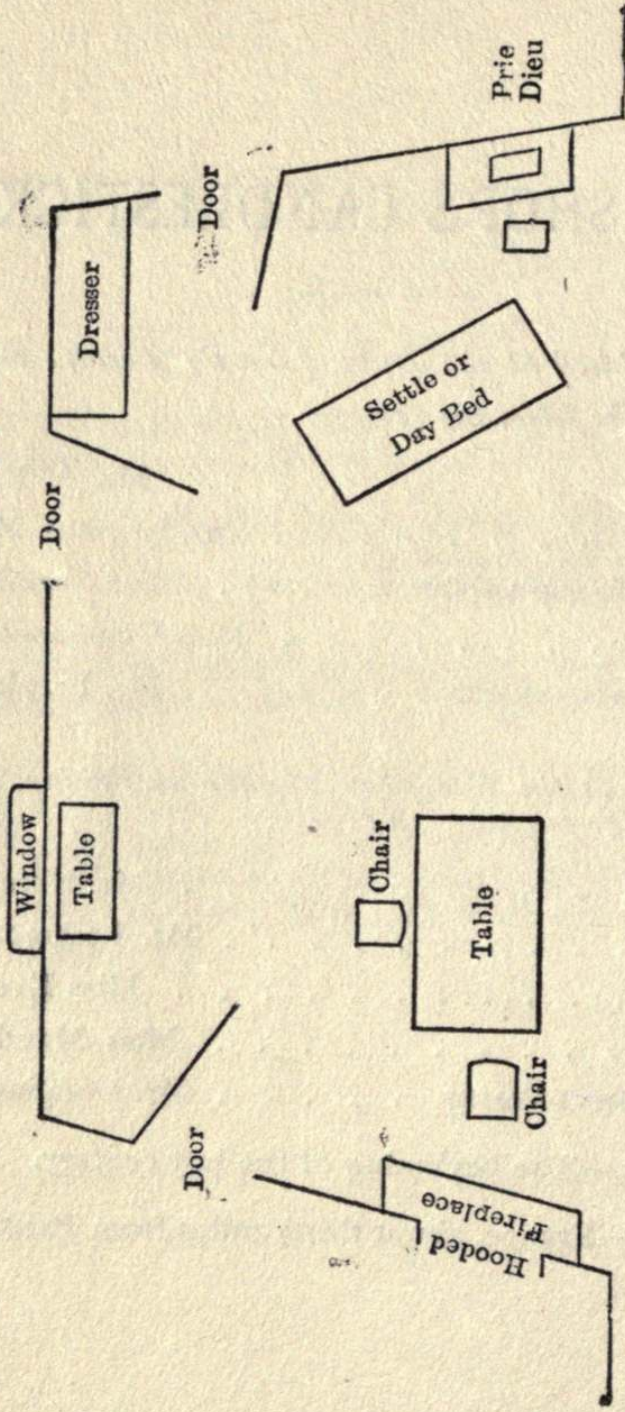 Window
Door
Table
Dresser
Door
Door
Chair
Settle or
Day Bed
Hooded
Fireplace
Table
Prie
Dieu
Chair